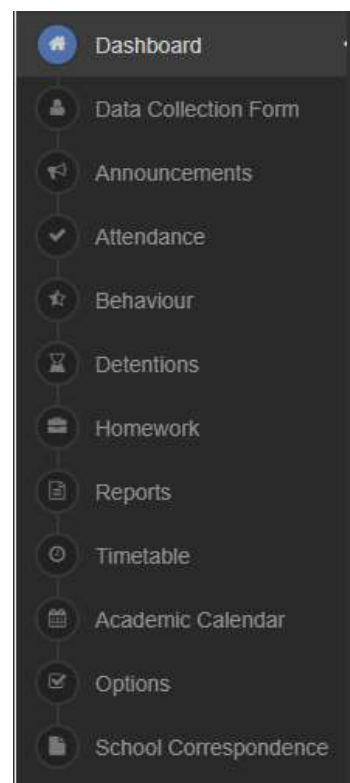 Dashboard
Data Collection Form
Announcements
Attendance
Behaviour
Detentions
Homework
Reports
Timetable
Academic Calendar
Options
School Correspondence